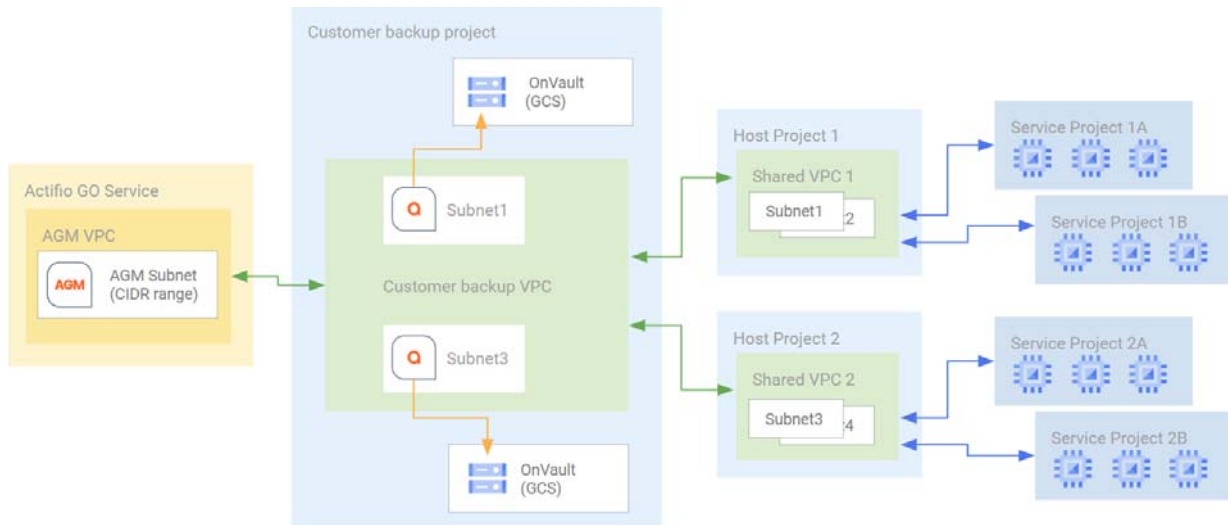 Customer backup project
OnVault
(GCS)
Actifio GO Service
AGM VPC
AGM
AGM Subnet
(CIDR range)
a
Subnet1
Customer backup VPC
a
Subnet3
OnVault
(GCS)
Host Project 1
Shared VPC 1
Subnet1
2
Service Project 1A
Service Project 1B
Host Project 2
Shared VPC 2
Subnet3
4
Service Project 2A
Service Project 2B